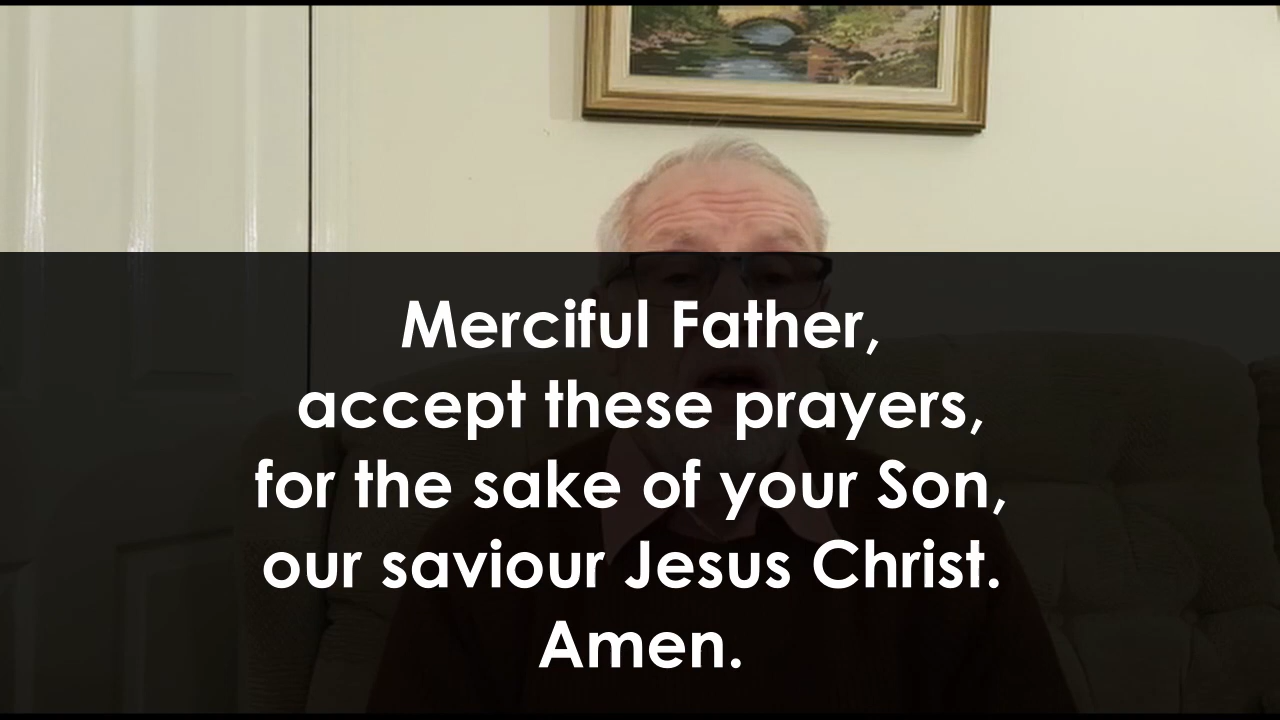 Merciful Father,
accept these prayers,
for the sake of your Son,
our saviour Jesus Christ.
Amen.